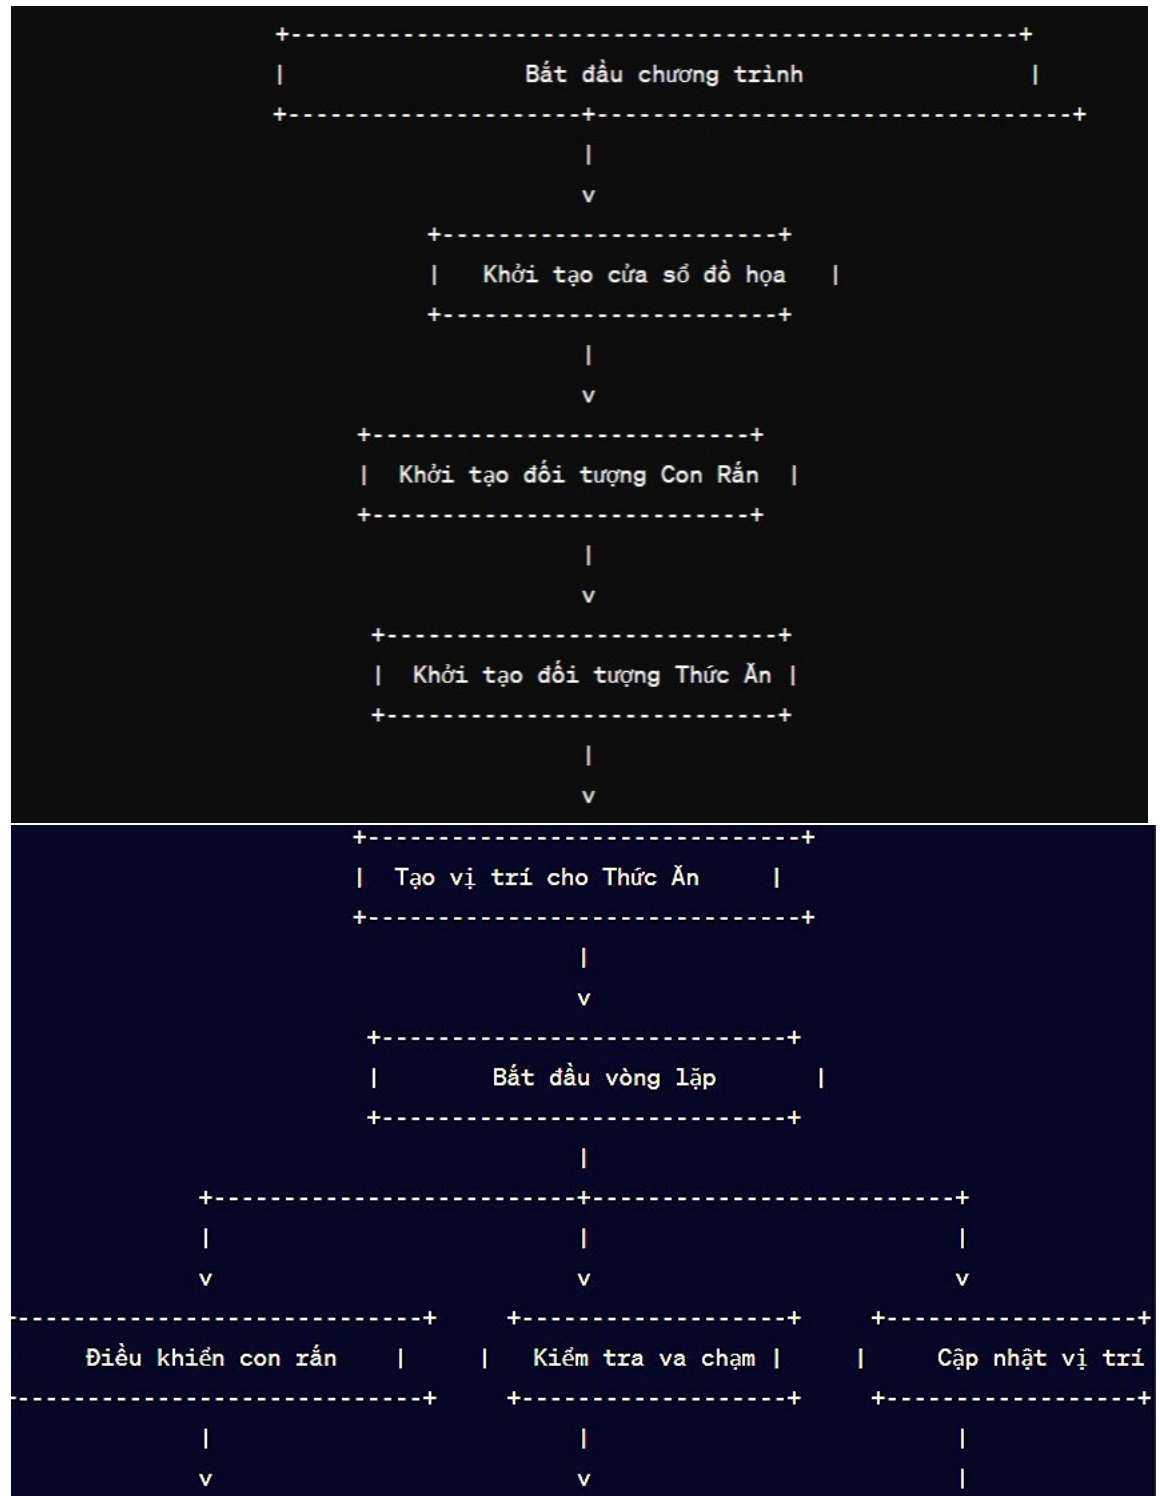 +----------------------------------------------------+
| Bắt đầu chương trình |
+---------------------+----------------------------------+
|
v
+------------------------+
| Khởi tạo cửa sổ đồ họa |
+------------------------+
|
v
+---------------------------+
| Khởi tạo đối tượng Con Rắn |
+---------------------------+
|
v
+----------------------------+
| Khởi tạo đối tượng Thức Ăn |
+----------------------------+
|
v
+-------------------------------+
| Tạo vị trí cho Thức Ăn |
+-------------------------------+
|
v
+-----------------------------+
| Bắt đầu vòng lặp |
+-----------------------------+
|
+--------------------------+--------------------------+
| | |
v v v
+-----------------------------+ +-------------------+ +------------------+
Điều khiển con rắn | | Kiểm tra va chạm | | Cập nhật vị trí
+-----------------------------+ +-------------------+ +------------------+
| | |
v v |